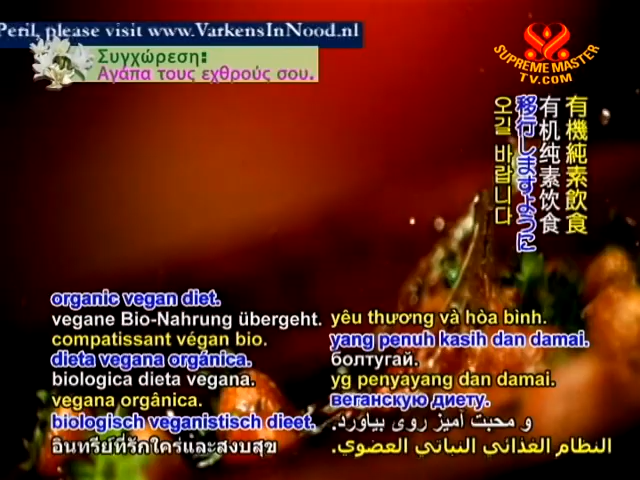 Peril, please visit www.VarkensInNood.nl
Συγχώρεση:
Αγάπα τους εχθρούς σου.
SUPREME MASTER
TV.COM
有機純素飲食
有机纯素饮食
移行しますように
오길 바랍니다
organic vegan diet.
vegane Bio-Nahrung übergeht.
compatissant végan bio.
dieta vegana orgánica.
biologica dieta vegana.
vegana orgânica.
biologisch veganistisch dieet.
อินทรีย์ที่รักใคร่และสงบสุข
yêu thương và hòa bình.
yang penuh kasih dan damai.
болтугай.
yg penyayang dan damai.
веганскую диету.
و محبت آمیز روی بیاورد.
النظام الغذائي النباتي العضوي.